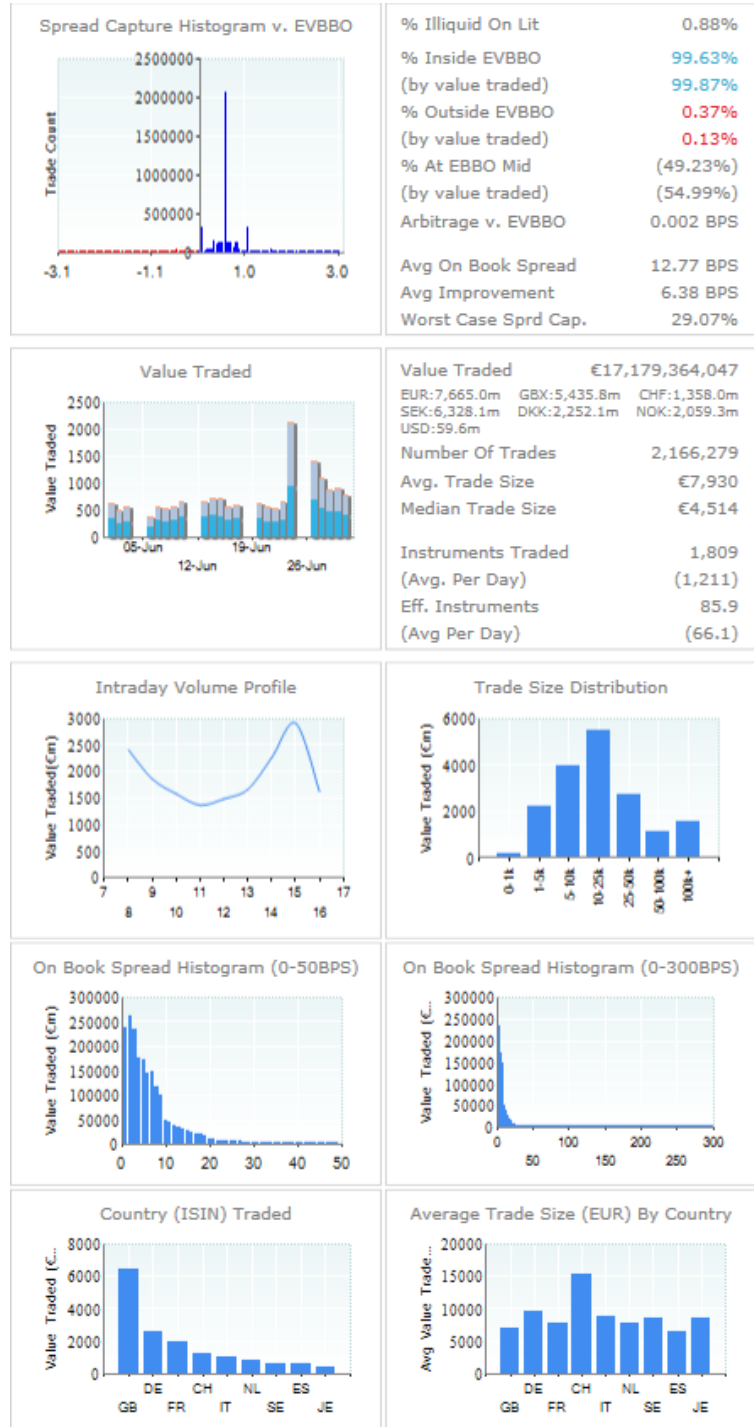 Spread Capture Histogram v. EVBBO
Trade Count
2500000
2000000
1500000
1000000
500000
0
-3.1 -1.1 1.0 3.0
% Illiquid On Lit 0.88%
% Inside EVBBO 99.63%
(by value traded) 99.87%
% Outside EVBBO 0.37%
(by value traded) 0.13%
% At EBBO Mid (49.23%)
(by value traded) (54.99%)
Arbitrage v. EVBBO 0.002 BPS
Avg On Book Spread 12.77 BPS
Avg Improvement 6.38 BPS
Worst Case Sprd Cap. 29.07%
Value Traded
Value Traded
2500
2000
1500
1000
500
0
05-Jun 19-Jun
12-Jun 26-Jun
Value Traded €17,179,364,047
EUR:7,665.0m GBX:5,435.8m CHF:1,358.0m
SEK:6,328.1m DKK:2,252.1m NOK:2,059.3m
USD:59.6m
Number Of Trades 2,166,279
Avg. Trade Size €7,930
Median Trade Size €4,514
Instruments Traded 1,809
(Avg. Per Day) (1,211)
Eff. Instruments 85.9
(Avg Per Day) (66.1)
Intraday Volume Profile
Value Traded(€m)
3000
2500
2000
1500
1000
500
0
7 9 11 13 15 17
8 10 12 14 16
Trade Size Distribution
Value Traded (€m)
6000
4000
2000
0
0-1k 1-5k 5-10k 10-25k 25-50k 50-100k 100k+
On Book Spread Histogram (0-50BPS)
Value Traded (€m)
300000
250000
200000
150000
100000
50000
0
0 10 20 30 40 50
On Book Spread Histogram (0-300BPS)
Value Traded (€...
300000
250000
200000
150000
100000
50000
0
0 100 200 300
50 150 250
Country (ISIN) Traded
Value Traded (€...
8000
6000
4000
2000
0
DE CH NL ES
GB FR IT SE JE
Average Trade Size (EUR) By Country
Avg Value Trade...
20000
15000
10000
5000
0
DE CH NL ES
GB FR IT SE JE